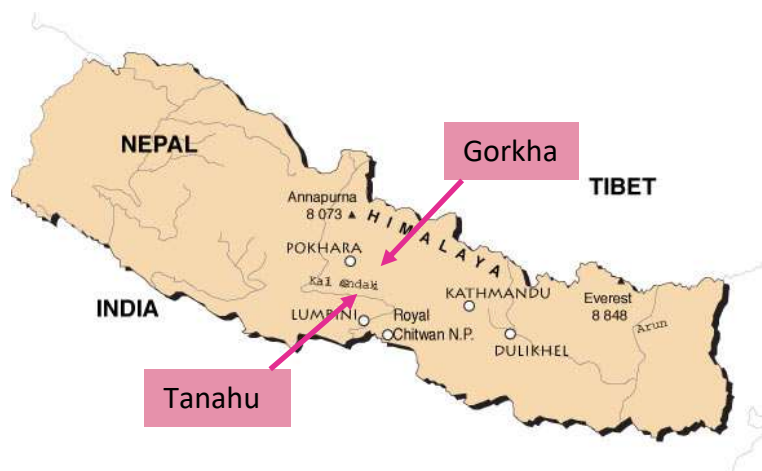 NEPAL
Gorkha
TIBET
Annapurna
8 073
HIMALAYA
POKHARA
INDIA
KATHMANDU
Everest
8 848
LUMBINI
Royal
Chitwan N.P.
Arun
DULIKHEL
Tanahu